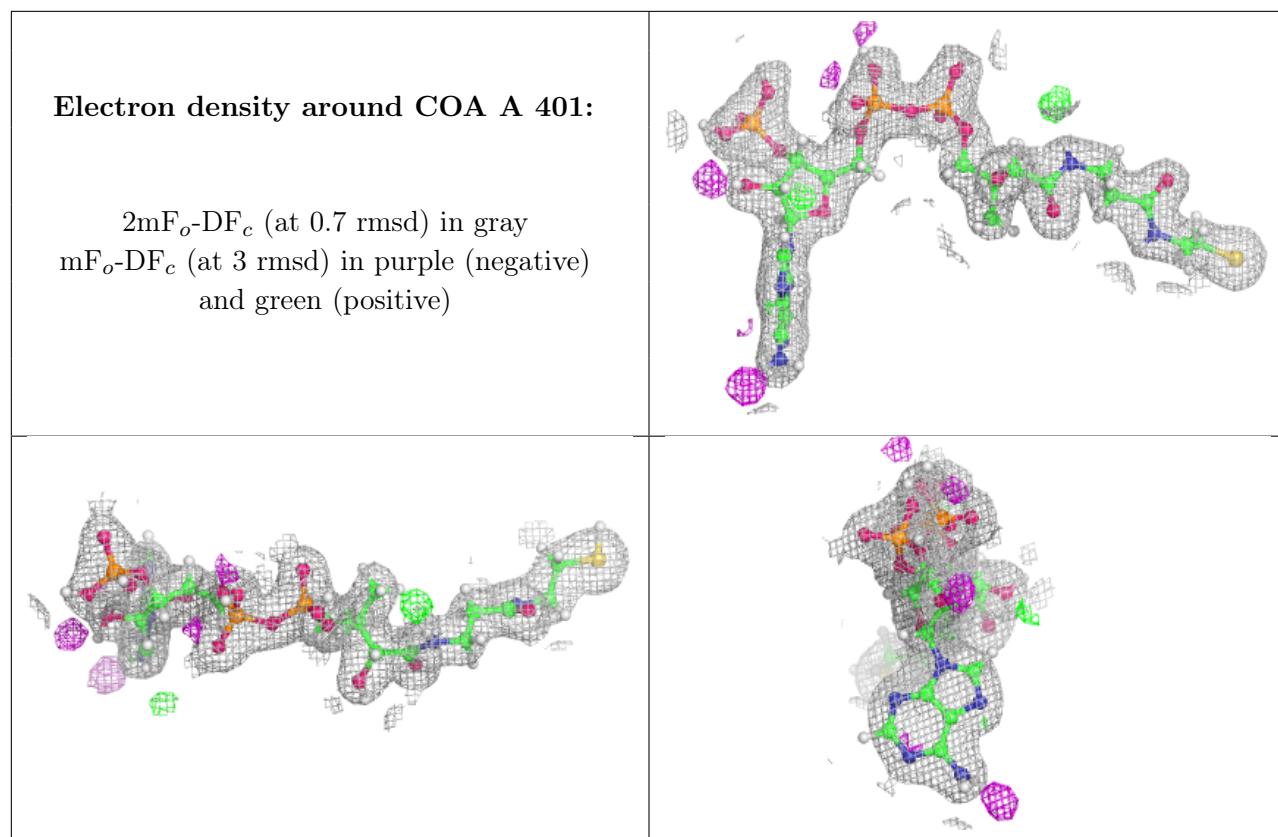 Electron density around COA A 401:
2mFo-DFc (at 0.7 rmsd) in gray
mFo-DFc (at 3 rmsd) in purple (negative)
and green (positive)